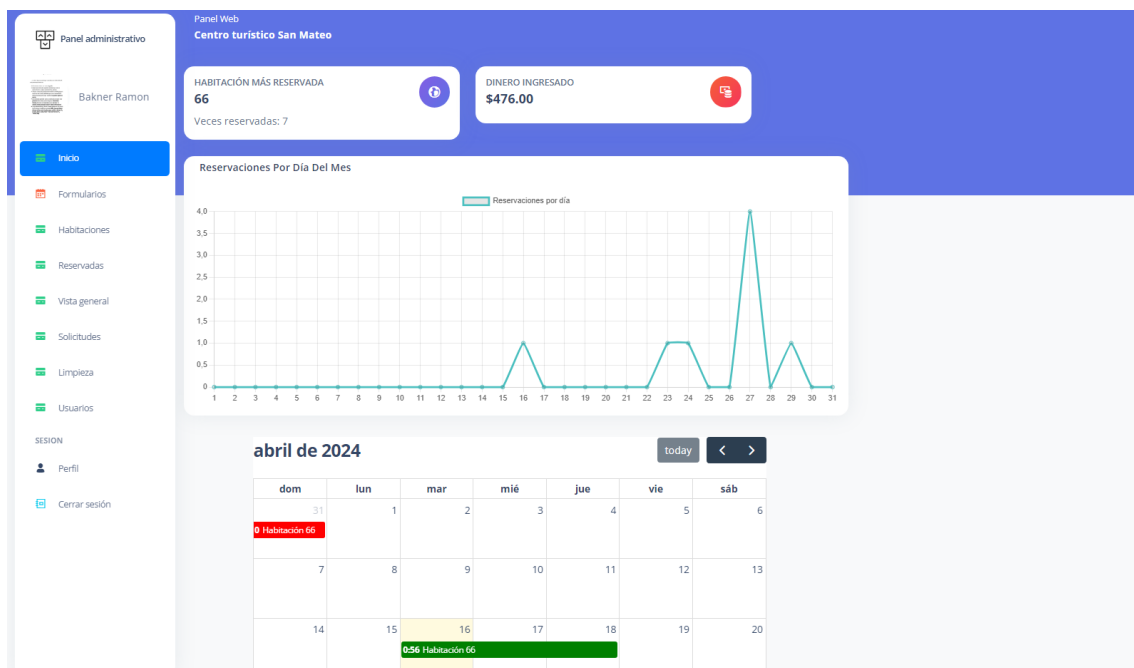 Panel administrativo
Bakner Ramon
Inicio
Formularios
Habitaciones
Reservadas
Vista general
Solicitudes
Limpieza
Usuarios
SESION
Perfil
Cerrar sesión
Panel Web
Centro turístico San Mateo
HABITACIÓN MÁS RESERVADA
66
Veces reservadas: 7
DINERO INGRESADO
$476.00
Reservaciones Por Día Del Mes
Reservaciones por día
4,0
3,5
3,0
2,5
2,0
1,5
1,0
0,5
0
1 2 3 4 5 6 7 8 9 10 11 12 13 14 15 16 17 18 19 20 21 22 23 24 25 26 27 28 29 30 31
abril de 2024
today
dom lun mar mié jue vie sáb
31 1 2 3 4 5 6
0 Habitación 66
7 8 9 10 11 12 13
14 15 16 17 18 19 20
0:56 Habitación 66